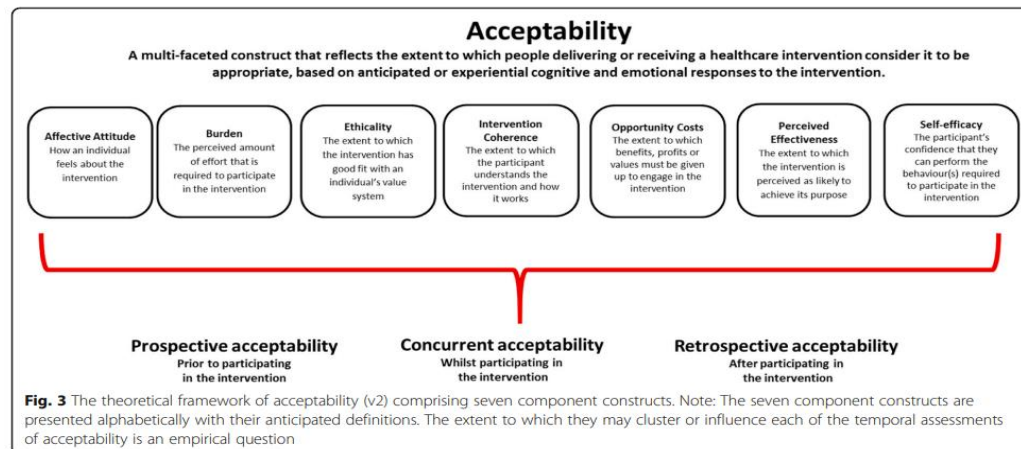 Acceptability
A multi-faceted construct that reflects the extent to which people delivering or receiving a healthcare intervention consider it to be
appropriate, based on anticipated or experiential cognitive and emotional responses to the intervention.
Affective Attitude
How an individual
feels about the
intervention
Burden
The perceived amount
of effort that is
required to participate
in the intervention
Ethicality
The extent to which
the intervention has
good fit with an
individual's value
system
Intervention
Coherence
The extent to which
the participant
understands the
intervention and how
it works
Opportunity Costs
The extent to which
benefits, profits or
values must be given
up to engage in the
intervention
Perceived
Effectiveness
The extent to which
the intervention is
perceived as likely to
achieve its purpose
Self-efficacy
The participant's
confidence that they
can perform the
behaviour(s) required
to participate in the
intervention
Prospective acceptability
Prior to participating
in the intervention
Concurrent acceptability
Whilst participating in
the intervention
Retrospective acceptability
After participating in
the intervention
Fig. 3 The theoretical framework of acceptability (v2) comprising seven component constructs. Note: The seven component constructs are
presented alphabetically with their anticipated definitions. The extent to which they may cluster or influence each of the temporal assessments
of acceptability is an empirical question